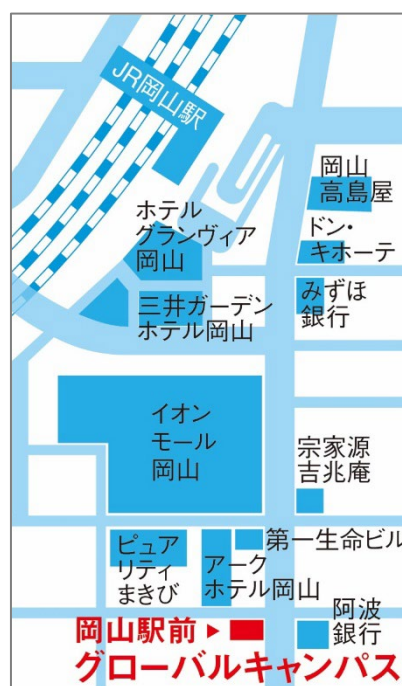 JR岡山駅
岡山
高島屋
ホテル
グランヴィア
岡山
ドン・
キホーテ
三井ガーデン
ホテル岡山
みずほ
銀行
イオン
モール
岡山
宗家源
吉兆庵
ピュア
リティ
まきび
アーク
ホテル岡山
第一生命ビル
阿波
銀行
岡山駅前▶
グローバルキャンパス